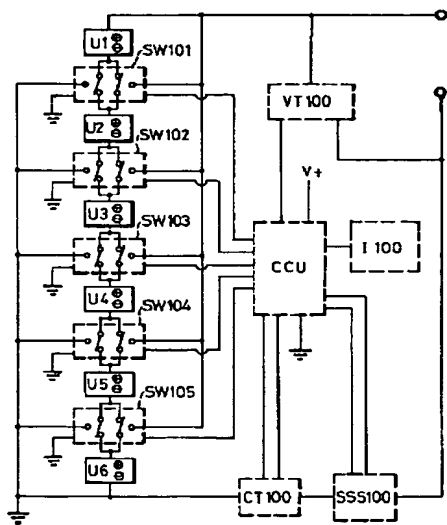 U1
SW101
U2
SW102
U3
SW103
U4
SW104
U5
SW105
U6
VT100
V+
CCU
I100
CT100
SSS100